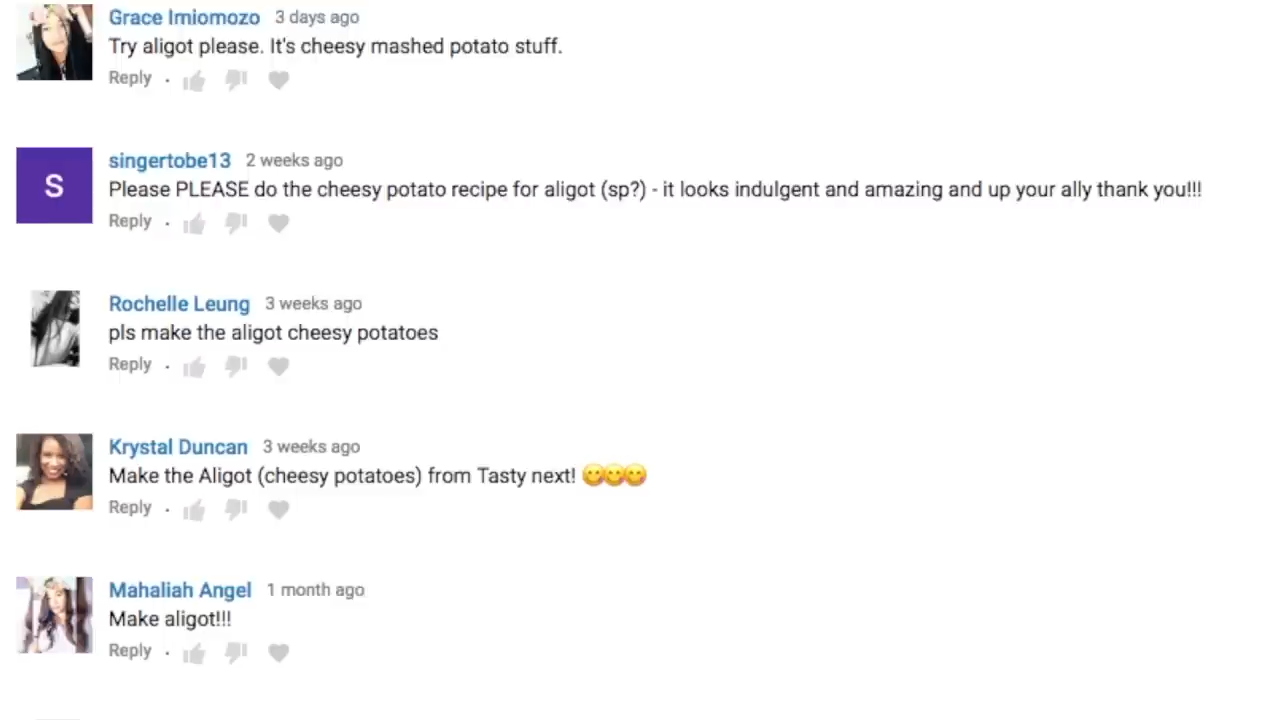 Grace Imiomozo 3 days ago
Try aligot please. It's cheesy mashed potato stuff.
Reply .
S
singertobe13 2 weeks ago
Please PLEASE do the cheesy potato recipe for aligot (sp?) - it looks indulgent and amazing and up your ally thank you!!!
Reply .
Rochelle Leung 3 weeks ago
pls make the aligot cheesy potatoes
Reply .
Krystal Duncan 3 weeks ago
Make the Aligot (cheesy potatoes) from Tasty next! 😋😋😋
Reply .
Mahaliah Angel 1 month ago
Make aligot!!!
Reply .